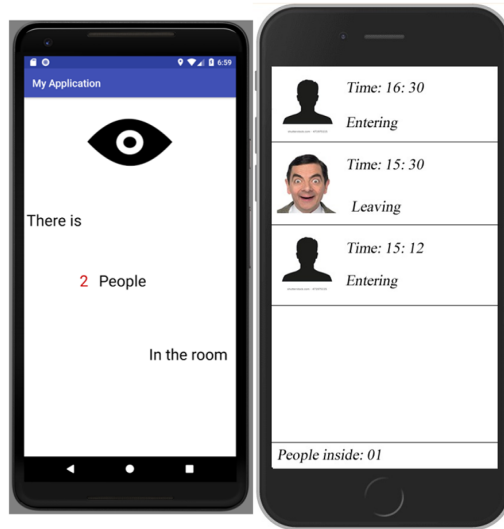 6:59
My Application
There is
2 People
In the room
Time: 16: 30
Entering
Time: 15: 30
Leaving
Time: 15: 12
Entering
People inside: 01